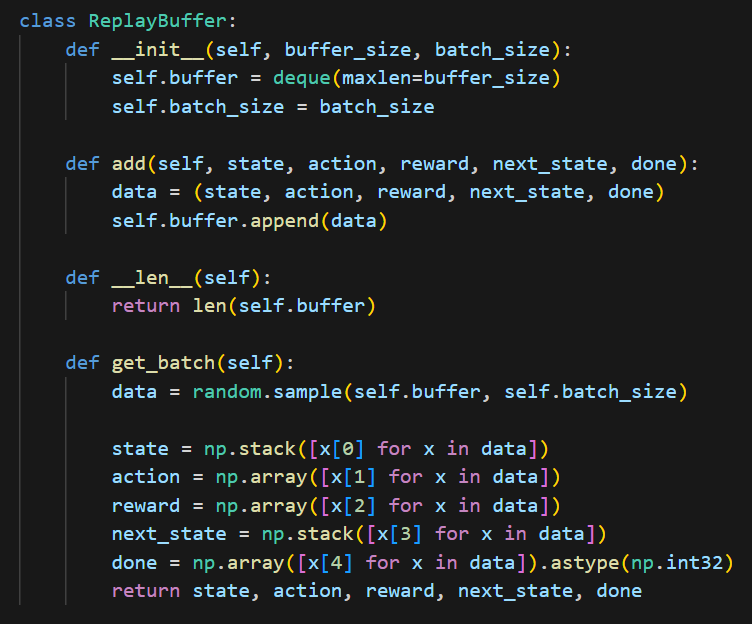 class ReplayBuffer:
    def __init__(self, buffer_size, batch_size):
        self.buffer = deque(maxlen=buffer_size)
        self.batch_size = batch_size

    def add(self, state, action, reward, next_state, done):
        data = (state, action, reward, next_state, done)
        self.buffer.append(data)

    def __len__(self):
        return len(self.buffer)

    def get_batch(self):
        data = random.sample(self.buffer, self.batch_size)

        state = np.stack([x[0] for x in data])
        action = np.array([x[1] for x in data])
        reward = np.array([x[2] for x in data])
        next_state = np.stack([x[3] for x in data])
        done = np.array([x[4] for x in data]).astype(np.int32)
        return state, action, reward, next_state, done